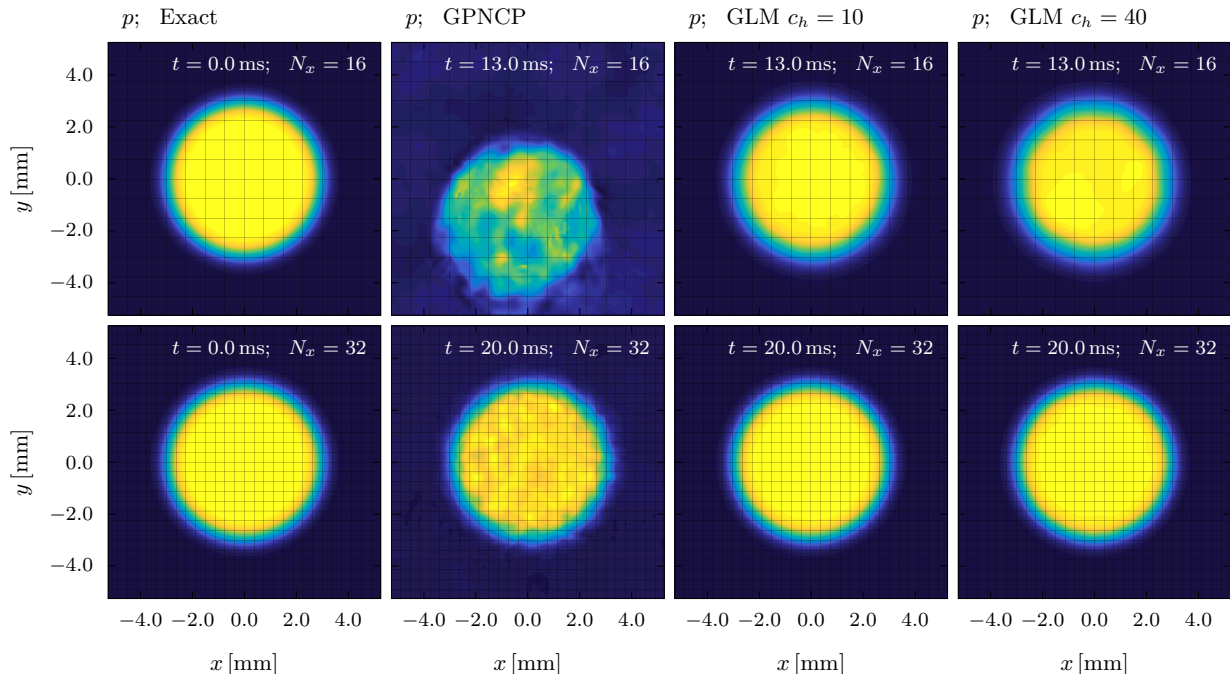 p; Exact p; GPNCP p; GLM c_h = 10 p; GLM c_h = 40
t = 0.0 ms; N_x = 16 t = 13.0 ms; N_x = 16 t = 13.0 ms; N_x = 16 t = 13.0 ms; N_x = 16
4.0
2.0
0.0
−2.0
−4.0
y [mm]
t = 0.0 ms; N_x = 32 t = 20.0 ms; N_x = 32 t = 20.0 ms; N_x = 32 t = 20.0 ms; N_x = 32
4.0
2.0
0.0
−2.0
−4.0
y [mm]
−4.0 −2.0 0.0 2.0 4.0 −4.0 −2.0 0.0 2.0 4.0 −4.0 −2.0 0.0 2.0 4.0 −4.0 −2.0 0.0 2.0 4.0
x [mm] x [mm] x [mm] x [mm]